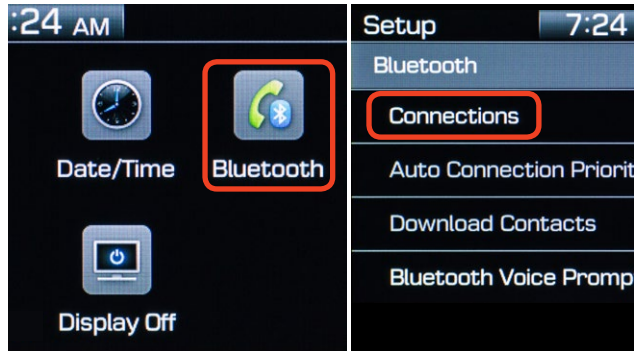 :24 AM
Date/Time
Bluetooth
Display Off
Setup
7:24
Bluetooth
Connections
Auto Connection Priorit
Download Contacts
Bluetooth Voice Promp